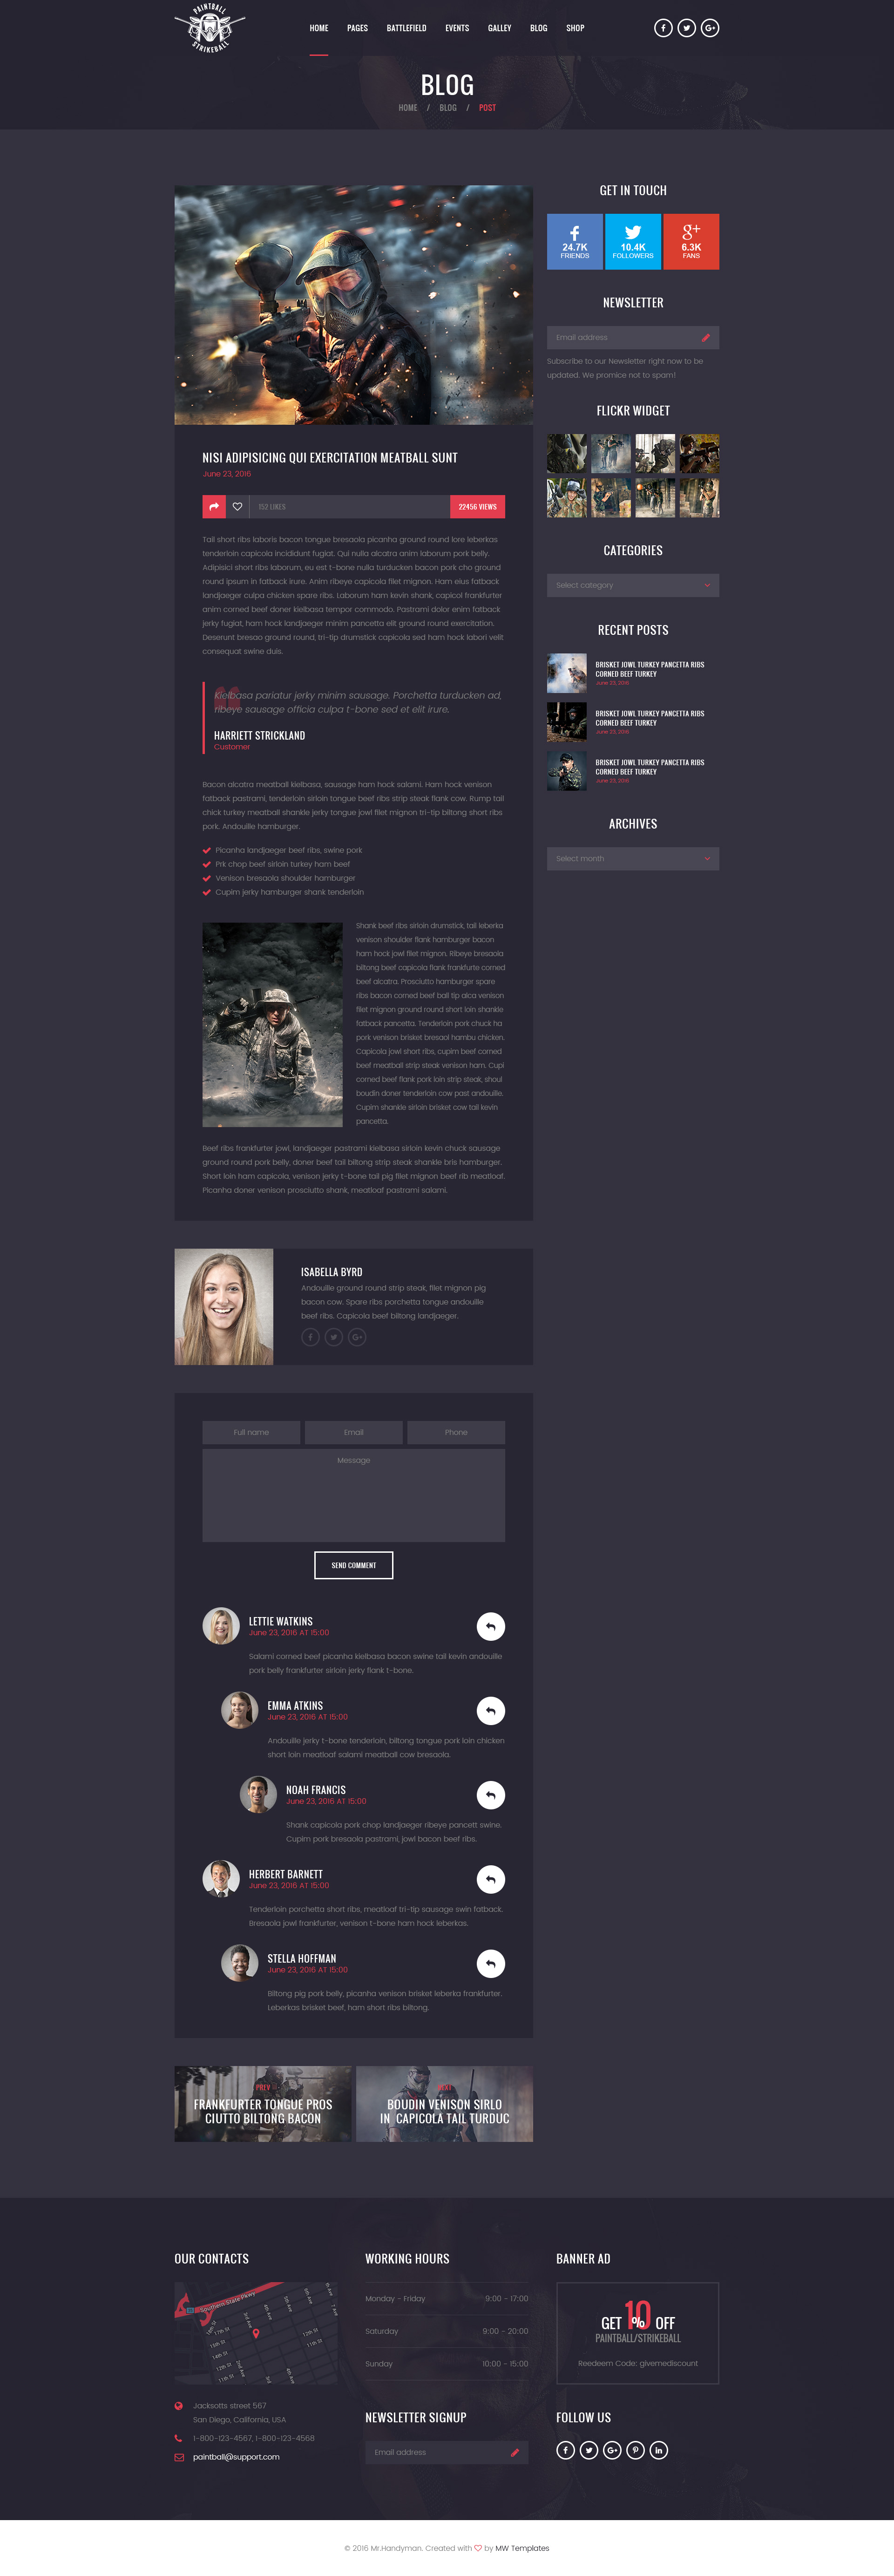 PAINTBALL
STRIKEBALL
HOME PAGES BATTLEFIELD EVENTS GALLEY BLOG SHOP
BLOG
HOME / BLOG / POST
NISI ADIPISICING QUI EXERCITATION MEATBALL SUNT
June 23, 2016
152 LIKES
22456 VIEWS
Tail short ribs laboris bacon tongue bresaola picanha ground round lore leberkas
tenderloin capicola incididunt fugiat. Qui nulla alcatra anim laborum pork belly.
Adipisici short ribs laborum, eu est t-bone nulla turducken bacon pork cho ground
round ipsum in fatback irure. Anim ribeye capicola filet mignon. Ham eius fatback
landjaeger culpa chicken spare ribs. Laborum ham kevin shank, capicol frankfurter
anim corned beef doner kielbasa tempor commodo. Pastrami dolor enim fatback
jerky fugiat, ham hock landjaeger minim pancetta elit ground round exercitation.
Deserunt bresao ground round, tri-tip drumstick capicola sed ham hock labori velit
consequat swine duis.
Kielbasa pariatur jerky minim sausage. Porchetta turducken ad,
ribeye sausage officia culpa t-bone sed et elit irure.
HARRIETT STRICKLAND
Customer
Bacon alcatra meatball kielbasa, sausage ham hock salami. Ham hock venison
fatback pastrami, tenderloin sirloin tongue beef ribs strip steak flank cow. Rump tail
chick turkey meatball shankle jerky tongue jowl filet mignon tri-tip biltong short ribs
pork. Andouille hamburger.
Picanha landjaeger beef ribs, swine pork
Prk chop beef sirloin turkey ham beef
Venison bresaola shoulder hamburger
Cupim jerky hamburger shank tenderloin
Shank beef ribs sirloin drumstick, tail leberka
venison shoulder flank hamburger bacon
ham hock jowl filet mignon. Ribeye bresaola
biltong beef capicola flank frankfurte corned
beef alcatra. Prosciutto hamburger spare
ribs bacon corned beef ball tip alca venison
filet mignon ground round short loin shankle
fatback pancetta. Tenderloin pork chuck ha
pork venison brisket bresaol hambu chicken.
Capicola jowl short ribs, cupim beef corned
beef meatball strip steak venison ham. Cupi
corned beef flank pork loin strip steak, shoul
boudin doner tenderloin cow past andouille.
Cupim shankle sirloin brisket cow tail kevin
pancetta.
Beef ribs frankfurter jowl, landjaeger pastrami kielbasa sirloin kevin chuck sausage
ground round pork belly, doner beef tail biltong strip steak shankle bris hamburger.
Short loin ham capicola, venison jerky t-bone tail pig filet mignon beef rib meatloaf.
Picanha doner venison prosciutto shank, meatloaf pastrami salami.
ISABELLA BYRD
Andouille ground round strip steak, filet mignon pig
bacon cow. Spare ribs porchetta tongue andouille
beef ribs. Capicola beef biltong landjaeger.
Full name Email Phone
Message
SEND COMMENT
LETTIE WATKINS
June 23, 2016 AT 15:00
Salami corned beef picanha kielbasa bacon swine tail kevin andouille
pork belly frankfurter sirloin jerky flank t-bone.
EMMA ATKINS
June 23, 2016 AT 15:00
Andouille jerky t-bone tenderloin, biltong tongue pork loin chicken
short loin meatloaf salami meatball cow bresaola.
NOAH FRANCIS
June 23, 2016 AT 15:00
Shank capicola pork chop landjaeger ribeye pancett swine.
Cupim pork bresaola pastrami, jowl bacon beef ribs.
HERBERT BARNETT
June 23, 2016 AT 15:00
Tenderloin porchetta short ribs, meatloaf tri-tip sausage swin fatback.
Bresaola jowl frankfurter, venison t-bone ham hock leberkas.
STELLA HOFFMAN
June 23, 2016 AT 15:00
Biltong pig pork belly, picanha venison brisket leberka frankfurter.
Leberkas brisket beef, ham short ribs biltong.
PREV
FRANKFURTER TONGUE PROS
CIUTTO BILTONG BACON
NEXT
BOUDIN VENISON SIRLO
IN CAPICOLA TAIL TURDUC
GET IN TOUCH
24.7K 10.4K 6.3K
FRIENDS FOLLOWERS FANS
NEWSLETTER
Email address
Subscribe to our Newsletter right now to be
updated. We promice not to spam!
FLICKR WIDGET
CATEGORIES
Select category
RECENT POSTS
BRISKET JOWL TURKEY PANCETTA RIBS
CORNED BEEF TURKEY
June 23, 2016
BRISKET JOWL TURKEY PANCETTA RIBS
CORNED BEEF TURKEY
June 23, 2016
BRISKET JOWL TURKEY PANCETTA RIBS
CORNED BEEF TURKEY
June 23, 2016
ARCHIVES
Select month
OUR CONTACTS
Southern State Pkwy
Jacksotts street 567
San Diego, California, USA
1-800-123-4567, 1-800-123-4568
paintball@support.com
WORKING HOURS
Monday - Friday 9:00 - 17:00
Saturday 9:00 - 20:00
Sunday 10:00 - 15:00
NEWSLETTER SIGNUP
Email address
BANNER AD
GET 10% OFF
PAINTBALL/STRIKEBALL
Reedeem Code: givemediscount
FOLLOW US
© 2016 Mr.Handyman. Created with by MW Templates